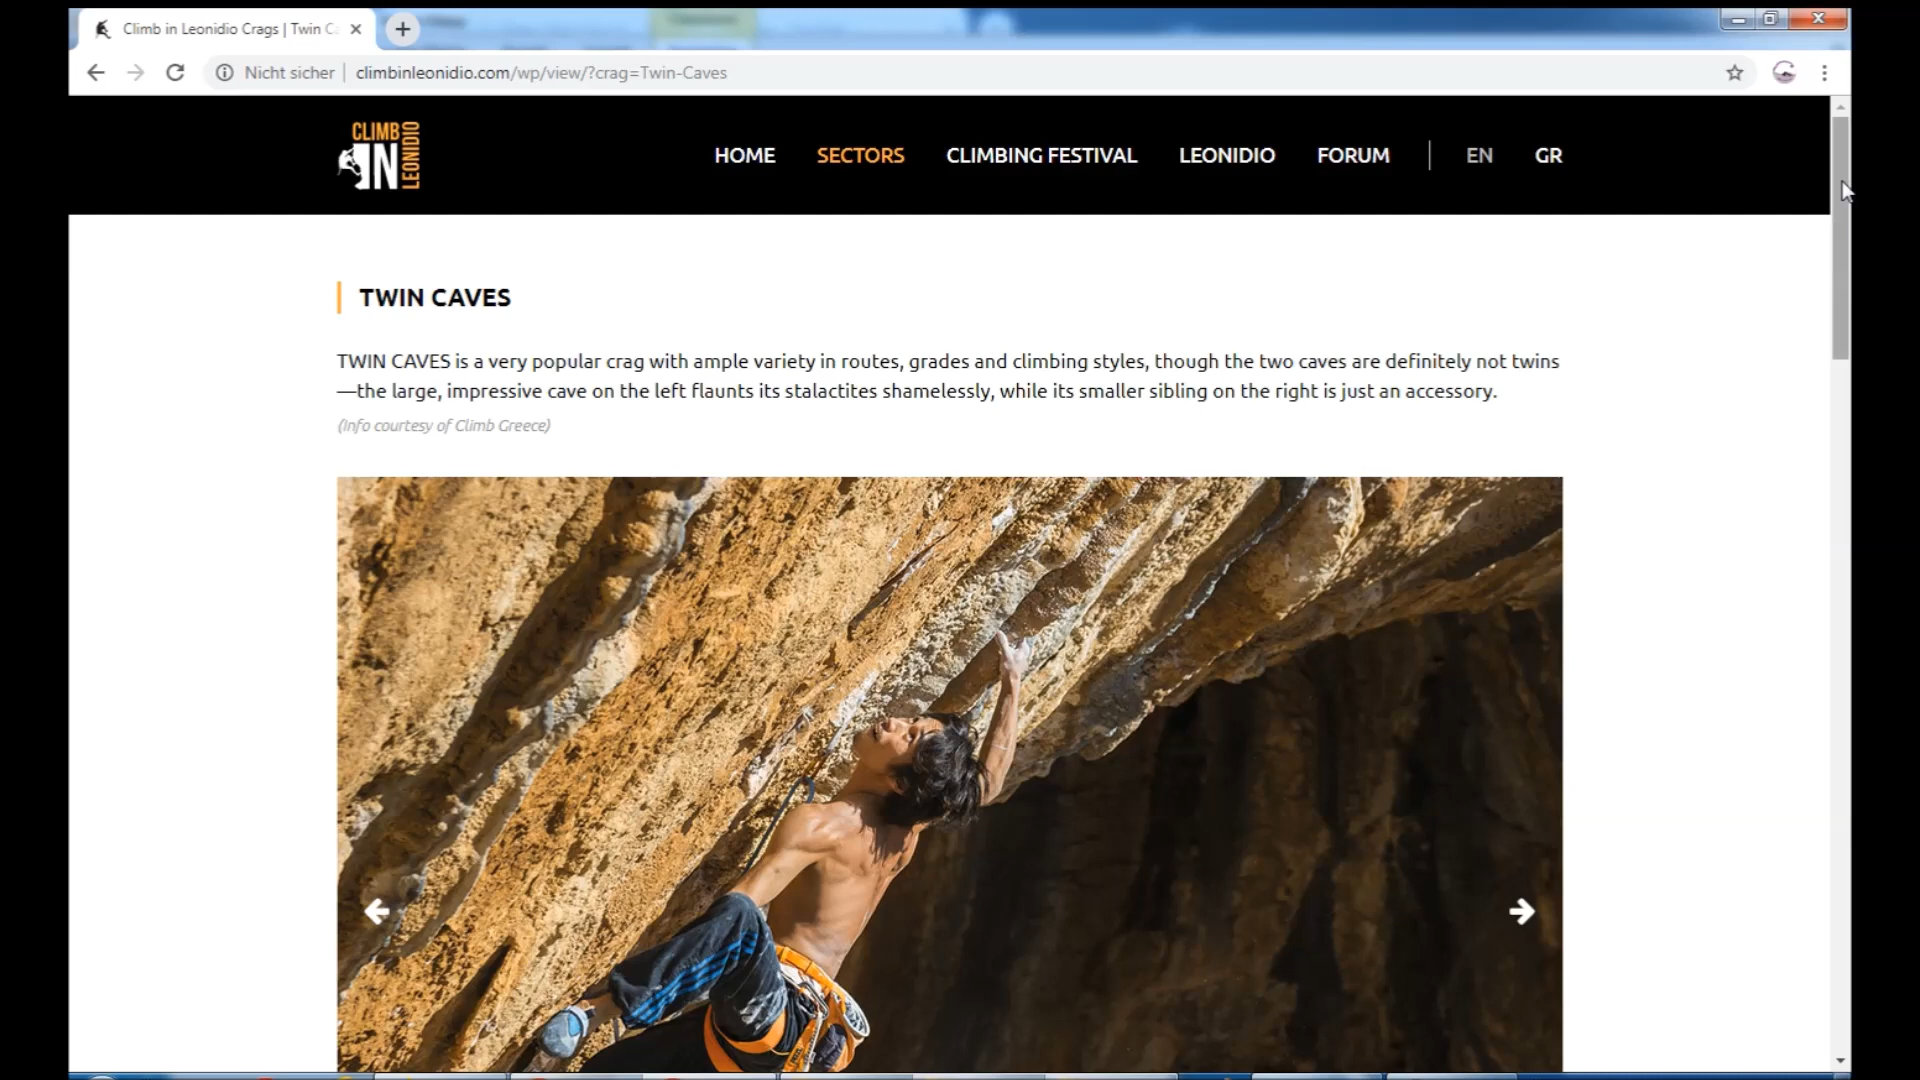 Climb in Leonidio Crags | Twin C
Nicht sicher | climbinleonidio.com/wp/view/?crag=Twin-Caves
CLIMB IN LEONIDIO
HOME SECTORS CLIMBING FESTIVAL LEONIDIO FORUM | EN GR
TWIN CAVES
TWIN CAVES is a very popular crag with ample variety in routes, grades and climbing styles, though the two caves are definitely not twins
—the large, impressive cave on the left flaunts its stalactites shamelessly, while its smaller sibling on the right is just an accessory.
(Info courtesy of Climb Greece)